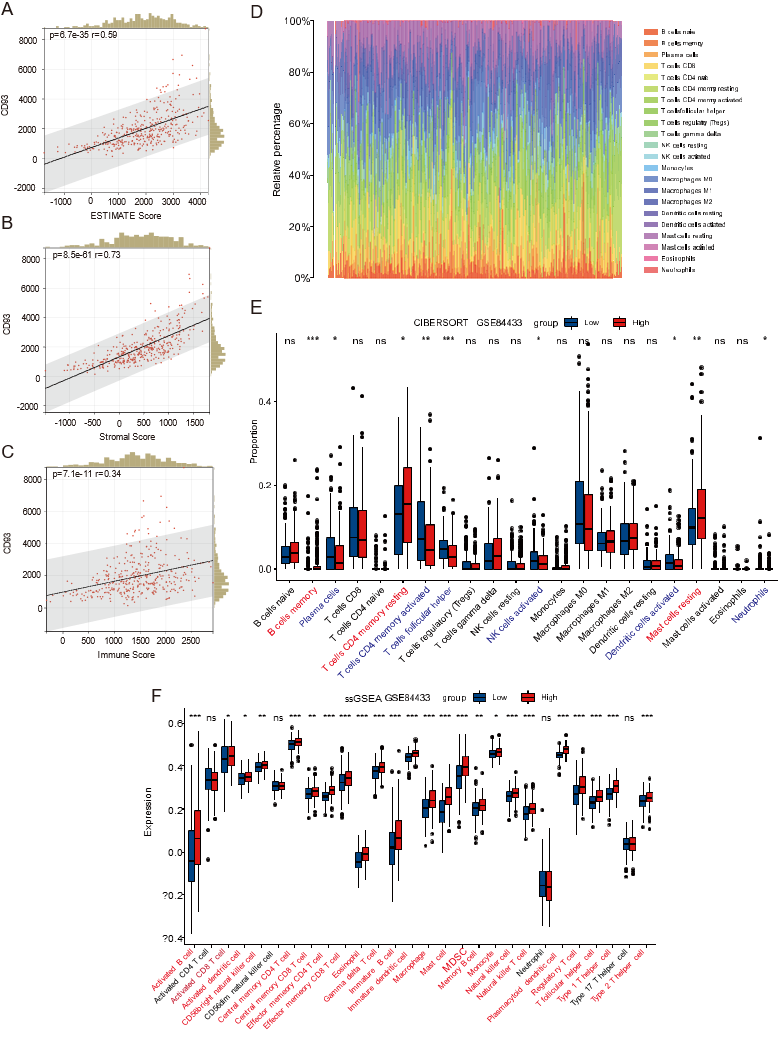 A
p=6.7e-35 r=0.59
8000
6000
4000
2000
0
-2000
CD93
-1000 0 1000 2000 3000 4000
ESTIMATE Score
B
p=8.5e-61 r=0.73
8000
6000
4000
2000
0
-2000
CD93
-1000 -500 0 500 1000 1500
Stromal Score
C
p=7.1e-11 r=0.34
8000
6000
4000
2000
0
CD93
0 500 1000 1500 2000 2500
Immune Score
D
100%
80%
60%
40%
20%
0%
Relative percentage
B cells naive
B cells memory
Plasma cells
T cells CD8
T cells CD4 naive
T cells CD4 memory resting
T cells CD4 memory activated
T cells follicular helper
T cells regulatory (Tregs)
T cells gamma delta
NK cells resting
NK cells activated
Monocytes
Macrophages M0
Macrophages M1
Macrophages M2
Dendritic cells resting
Dendritic cells activated
Mast cells resting
Mast cells activated
Eosinophils
Neutrophils
E
CIBERSORT GSE84433 group Low High
ns *** * ns ns * ** *** ns ns ns * ns ns ns ns ns * ** ns ns *
0.4
0.2
0.0
Proportion
B cells naive
B cells memory
Plasma cells
T cells CD8
T cells CD4 naive
T cells CD4 memory resting
T cells CD4 memory activated
T cells follicular helper
T cells regulatory (Tregs)
T cells gamma delta
NK cells resting
NK cells activated
Monocytes
Macrophages M0
Macrophages M1
Macrophages M2
Dendritic cells resting
Dendritic cells activated
Mast cells resting
Mast cells activated
Eosinophils
Neutrophils
F
ssGSEA GSE84433 group Low High
*** ns * * ** ns *** ** *** *** *** *** *** *** *** *** *** ** * *** *** ns *** *** *** *** ns ***
0.6
0.4
0.2
0.0
?0.2
?0.4
Expression
Activated B cell
Activated CD4 T cell
Activated CD8 T cell
Activated dendritic cell
CD56bright natural killer cell
CD56dim natural killer cell
Central memory CD4 T cell
Central memory CD8 T cell
Effector memeory CD4 T cell
Effector memeory CD8 T cell
Eosinophil
Gamma delta T cell
Immature B cell
Immature dendritic cell
Macrophage
Mast cell
MDSC
Memory B cell
Monocyte
Natural killer cell
Natural killer T cell
Neutrophil
Plasmacytoid dendritic cell
Regulatory T cell
T follicular helper cell
Type 1 T helper cell
Type 17 T helper cell
Type 2 T helper cell